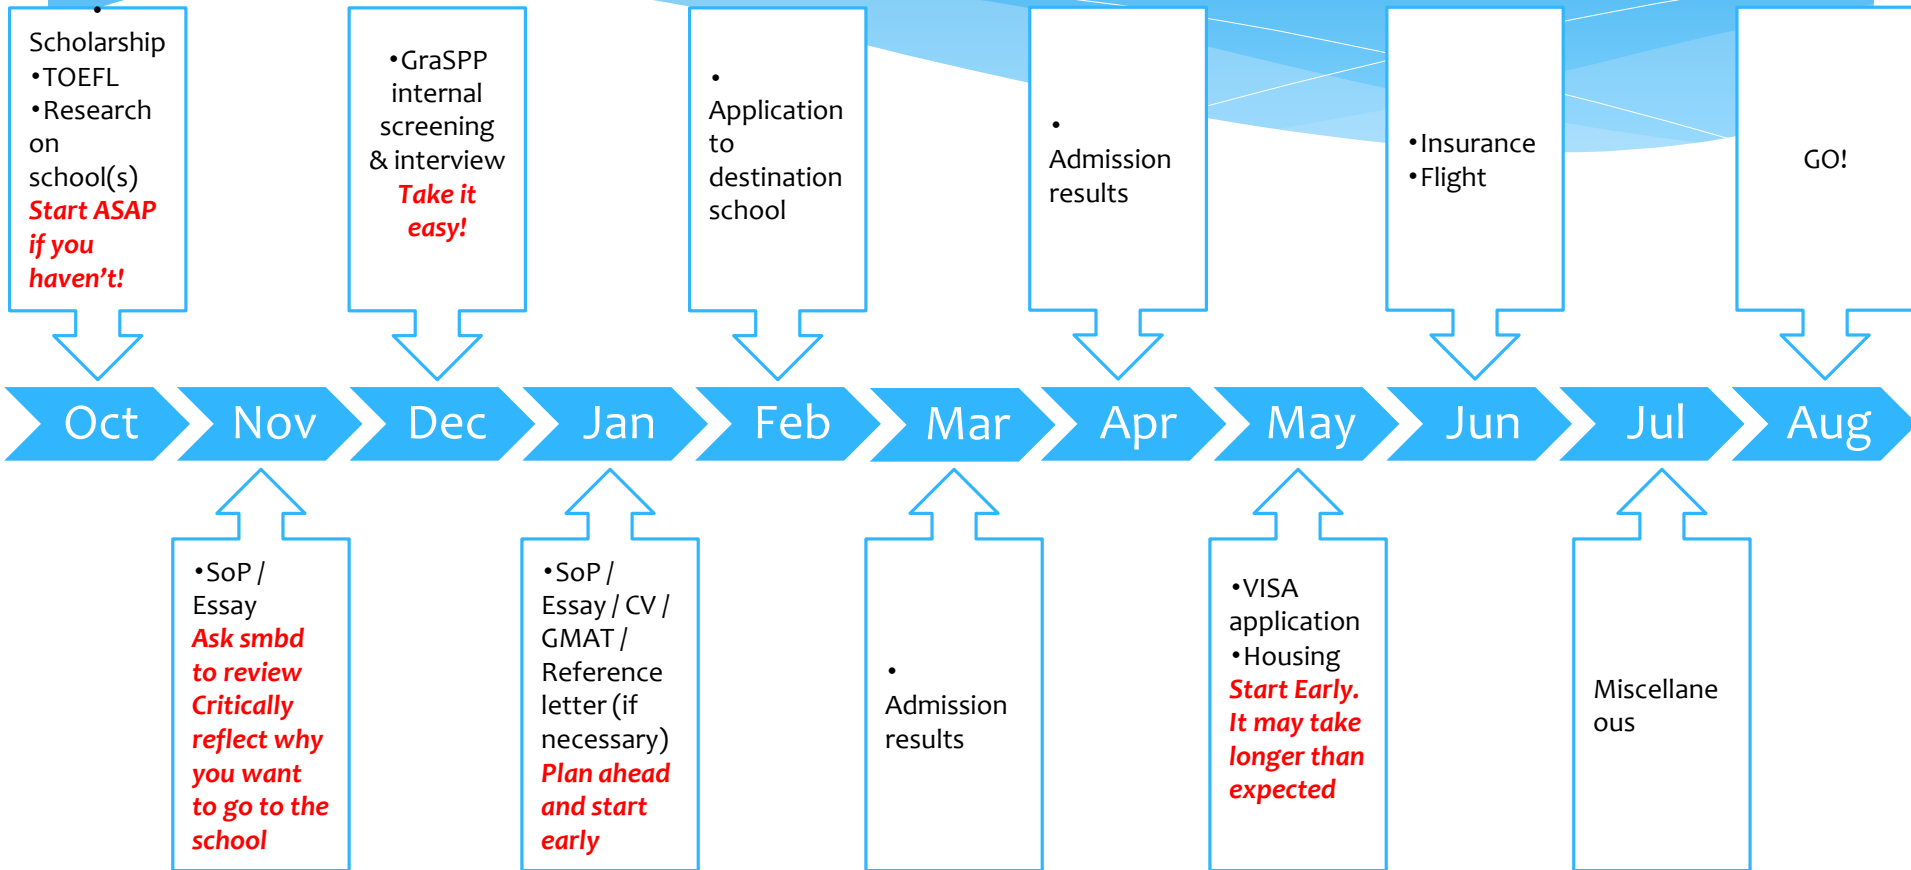 •
Scholarship
•TOEFL
•Research
on
school(s)
Start ASAP
if you
haven’t!
•GraSPP
internal
screening
& interview
Take it
easy!
•
Application
to
destination
school
•
Admission
results
•Insurance
•Flight
GO!
Oct
Nov
Dec
Jan
Feb
Mar
Apr
May
Jun
Jul
Aug
•SoP /
Essay
Ask smbd
to review
Critically
reflect why
you want
to go to the
school
•SoP /
Essay / CV /
GMAT /
Reference
letter (if
necessary)
Plan ahead
and start
early
•
Admission
results
•VISA
application
•Housing
Start Early.
It may take
longer than
expected
Miscellane
ous